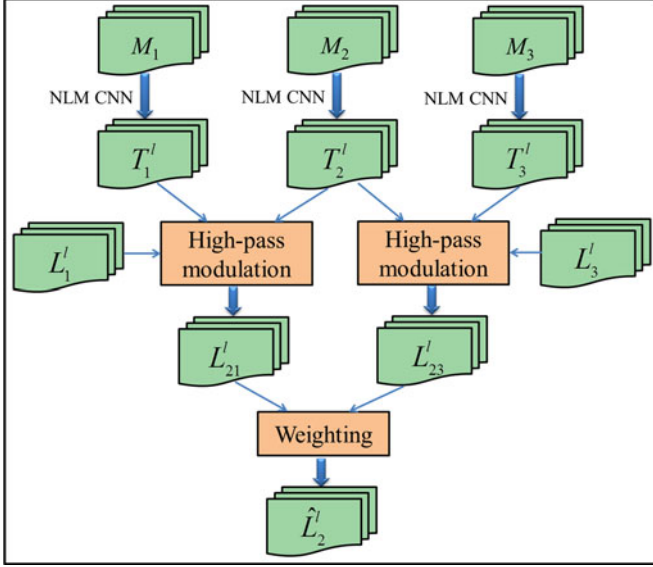 M₁ M₂ M₃
NLM CNN NLM CNN NLM CNN
T₁ˡ T₂ˡ T₃ˡ
L₁ˡ High-pass modulation High-pass modulation L₃ˡ
L₂₁ˡ L₂₃ˡ
Weighting
L̂₂ˡ